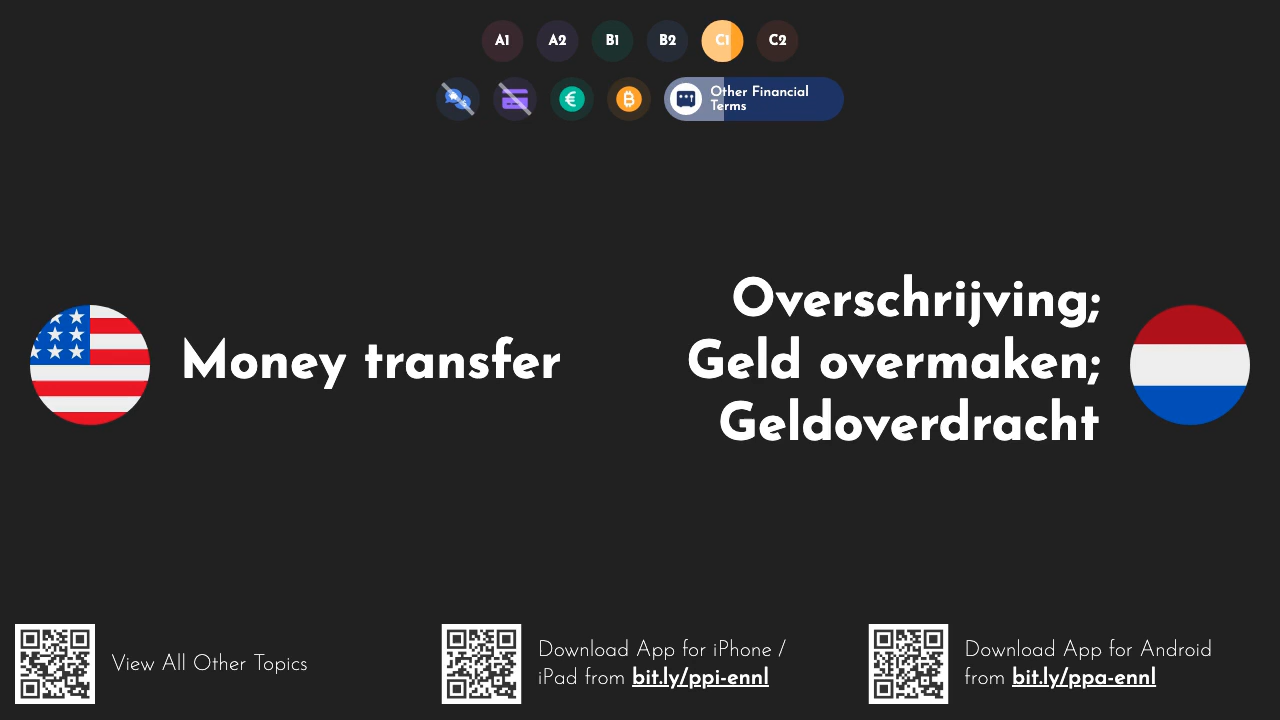 A1 A2 B1 B2 C1 C2
Other Financial
Terms
Money transfer
Overschrijving;
Geld overmaken;
Geldoverdracht
View All Other Topics
Download App for iPhone /
iPad from bit.ly/ppi-ennl
Download App for Android
from bit.ly/ppa-ennl